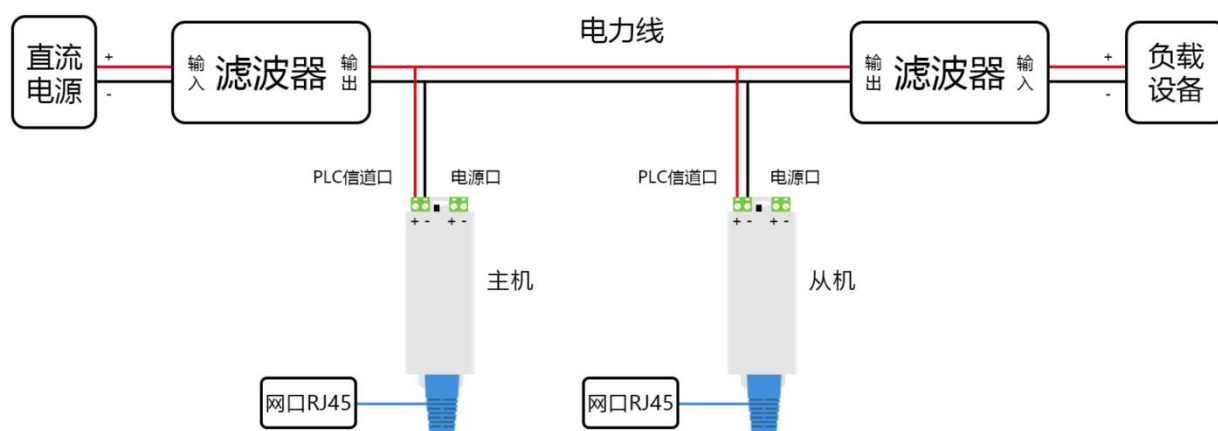 电力线
直流
电源
+
-
输入
滤波器
输出
输出
滤波器
输入
+
-
负载
设备
PLC信道口
电源口
PLC信道口
电源口
+ - + -
+ - + -
主机
从机
网口RJ45
网口RJ45